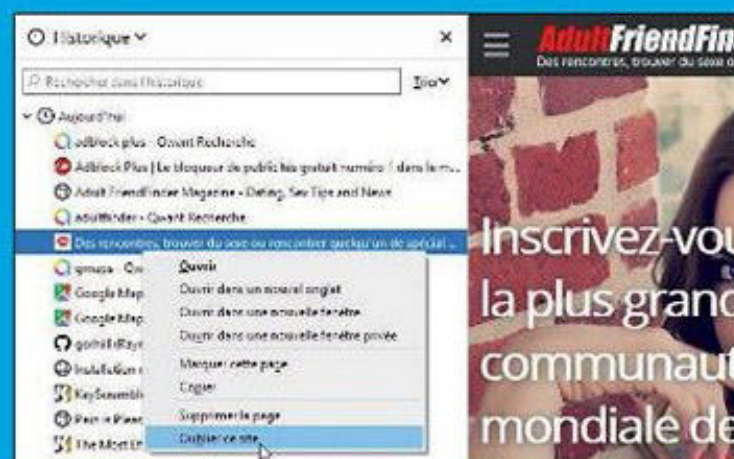 Historique
Rechercher dans l'historique
Trier
Aujourd'hui
adblock plus - Qwant Recherche
Adblock Plus | Le bloqueur de publicités gratuit numéro 1 dans le m...
Adult FriendFinder Magazine - Dating, Sex Tips and News
adultfinder - Qwant Recherche
Des rencontres, trouver du sexe ou rencontrer quelqu'un de spécial ...
Google Map
Google Map
Installation
KeyScrambl
The Most
Ouvrir
Ouvrir dans un nouvel onglet
Ouvrir dans une nouvelle fenêtre
Ouvrir dans une nouvelle fenêtre privée
Marquer cette page
Copier
Supprimer la page
Oublier ce site
AdultFriendFin
Des rencontres, trouver du sexe o
Inscrivez-vou
la plus grand
communaut
mondiale de